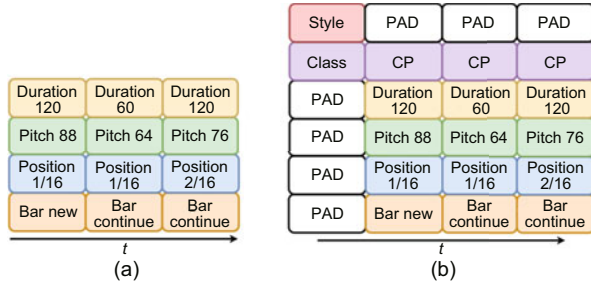 Duration 120
Duration 60
Duration 120
Pitch 88
Pitch 64
Pitch 76
Position 1/16
Position 1/16
Position 2/16
Bar new
Bar continue
Bar continue
t
(a)
Style
PAD
PAD
PAD
Class
CP
CP
CP
PAD
Duration 120
Duration 60
Duration 120
PAD
Pitch 88
Pitch 64
Pitch 76
PAD
Position 1/16
Position 1/16
Position 2/16
PAD
Bar new
Bar continue
Bar continue
t
(b)